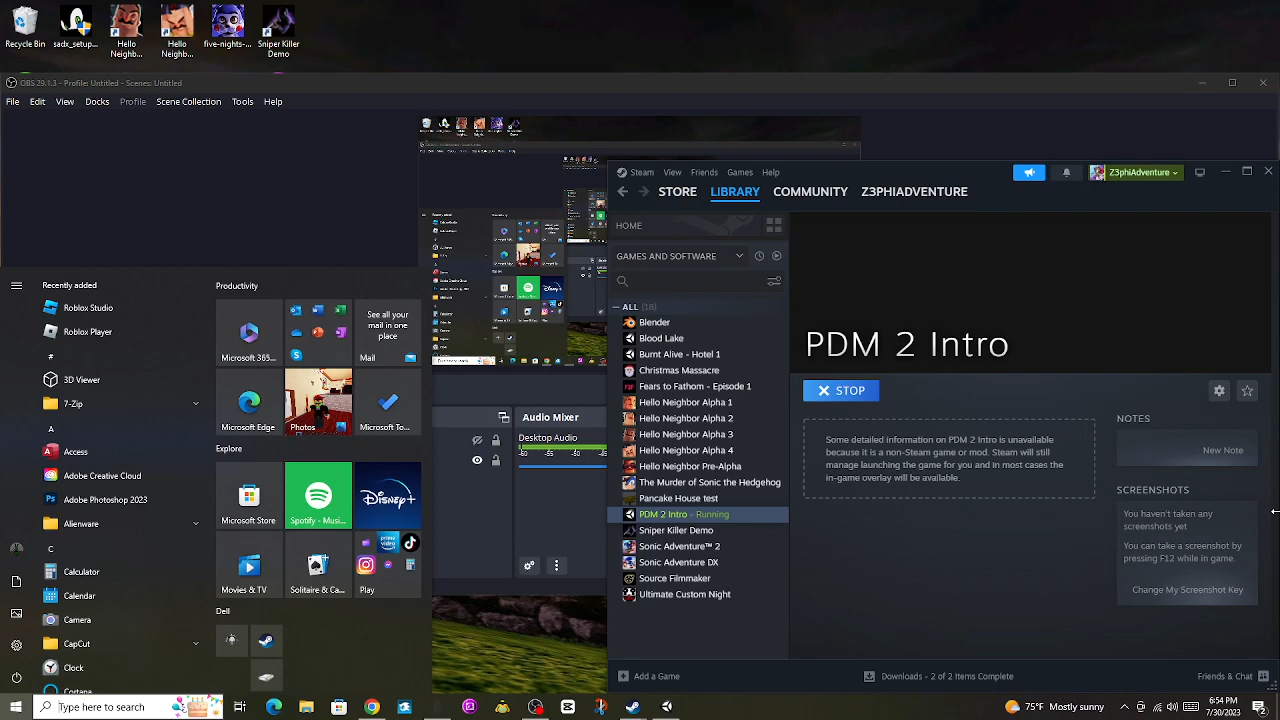 Recycle Bin
sadx_setup...
Hello Neighb...
Hello Neighb...
five-nights-...
Sniper Killer Demo
OBS 29.1.3 - Profile: Untitled - Scenes: Untitled
File Edit View Docks Profile Scene Collection Tools Help
Recently added
Roblox Studio
Roblox Player
#
3D Viewer
7-Zip
A
Access
Adobe Creative Cloud
Adobe Photoshop 2023
Alienware
C
Calculator
Calendar
Camera
Capture
Clock
Cortana
Productivity
Microsoft 365...
See all your mail in one place
Mail
Microsoft Edge
Photos
Microsoft To...
Explore
Microsoft Store
Spotify - Musi...
Disney+
Movies & TV
Solitaire & Ca...
prime video
Play
Dell
Audio Mixer
Desktop Audio
Steam View Friends Games Help
Z3phiAdventure
STORE LIBRARY COMMUNITY Z3PHIADVENTURE
HOME
GAMES AND SOFTWARE
ALL (18)
Blender
Blood Lake
Burnt Alive - Hotel 1
Christmas Massacre
Fears to Fathom - Episode 1
Hello Neighbor Alpha 1
Hello Neighbor Alpha 2
Hello Neighbor Alpha 3
Hello Neighbor Alpha 4
Hello Neighbor Pre-Alpha
The Murder of Sonic the Hedgehog
Pancake House test
PDM 2 Intro - Running
Sniper Killer Demo
Sonic Adventure™ 2
Sonic Adventure DX
Source Filmmaker
Ultimate Custom Night
PDM 2 Intro
STOP
Some detailed information on PDM 2 Intro is unavailable
because it is a non-Steam game or mod. Steam will still
manage launching the game for you and in most cases the
in-game overlay will be available.
NOTES
New Note
SCREENSHOTS
You haven't taken any
screenshots yet
You can take a screenshot by
pressing F12 while in game.
Change My Screenshot Key
Add a Game
Downloads - 2 of 2 Items Complete
Friends & Chat
Type here to search
75°F Mostly sunny
6:54 PM
7/30/2023
2